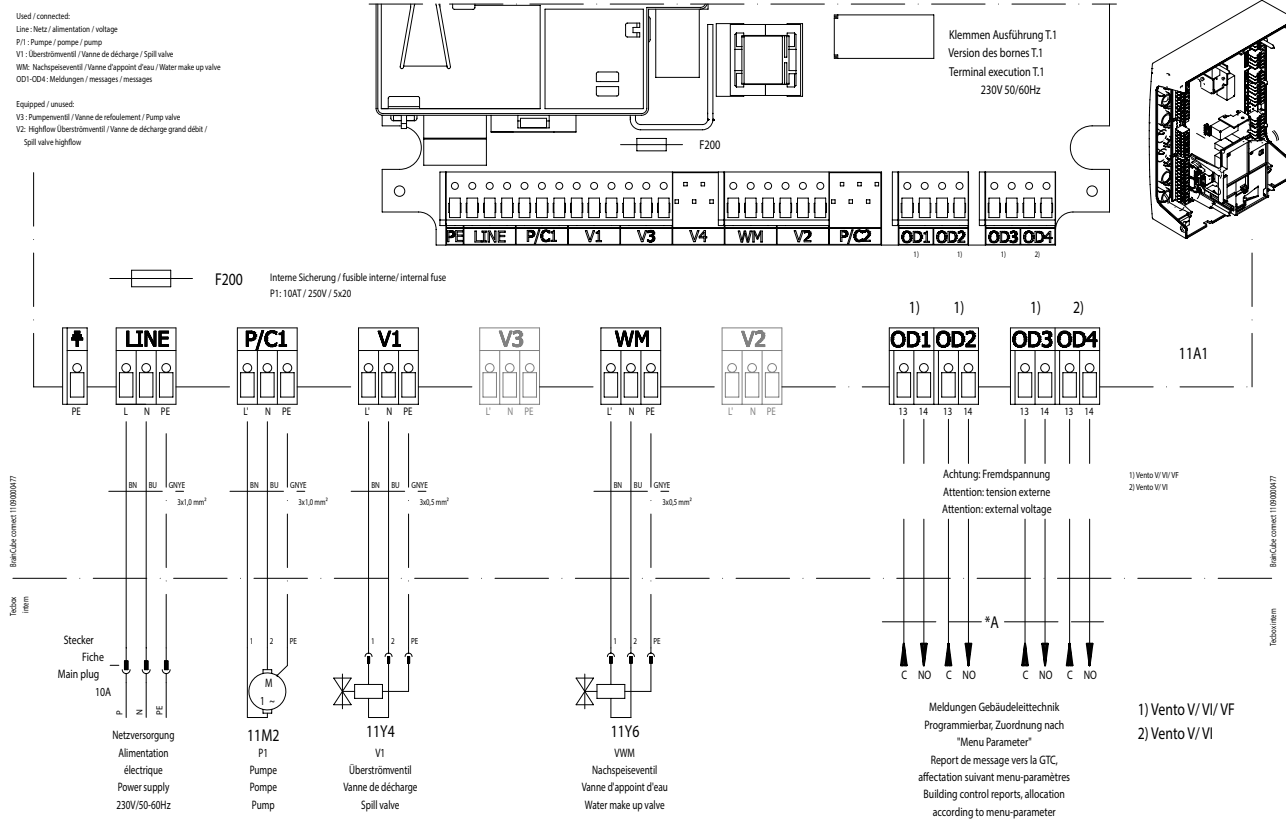 Used / connected:
Line : Netz / alimentation / voltage
P/1 : Pumpe / pompe / pump
V1 : Überströmventil / Vanne de décharge / Spill valve
WM: Nachspeiseventil / Vanne d'appoint d'eau / Water make up valve
OD1-OD4 : Meldungen / messages / messages
Equipped / unused:
V3 : Pumpenventil / Vanne de refoulement / Pump valve
V2: Highflow Überströmventil / Vanne de décharge grand débit /
Spill valve highflow
Klemmen Ausführung T.1
Version des bornes T.1
Terminal execution T.1
230V 50/60Hz
F200
PE LINE P/C1 V1 V3 V4 WM V2 P/C2 OD1 OD2 OD3 OD4
1) 1) 1) 2)
F200
Interne Sicherung / fusible interne/ internal fuse
P1: 10AT / 250V / 5x20
1) 1) 1) 2)
LINE P/C1 V1 V3 WM V2 OD1 OD2 OD3 OD4
11A1
PE L N PE L' N PE L' N PE L' N PE L' N PE L' N PE 13 14 13 14 13 14 13 14
BN BU GNYE BN BU GNYE BN BU GNYE BN BU GNYE
3x1,0 mm² 3x1,0 mm² 3x0,5 mm² 3x0,5 mm²
Achtung: Fremdspannung
Attention: tension externe
Attention: external voltage
1) Vento V/ VI/ VF
2) Vento V/ VI
BrainCube connect 11090000477
BrainCube connect 11090000477
Tecbox
intern
Tecbox intern
Stecker
Fiche
Main plug
10A
P N PE
1 2 PE
M
1 ~
1 2 PE
1 2 PE
*A
C NO C NO C NO C NO
Netzversorgung
Alimentation
électrique
Power supply
230V/50-60Hz
11M2
P1
Pumpe
Pompe
Pump
11Y4
V1
Überströmventil
Vanne de décharge
Spill valve
11Y6
VWM
Nachspeiseventil
Vanne d'appoint d'eau
Water make up valve
Meldungen Gebäudeleittechnik
Programmierbar, Zuordnung nach
"Menu Parameter"
Report de message vers la GTC,
affectation suivant menu-paramètres
Building control reports, allocation
according to menu-parameter
1) Vento V/ VI/ VF
2) Vento V/ VI